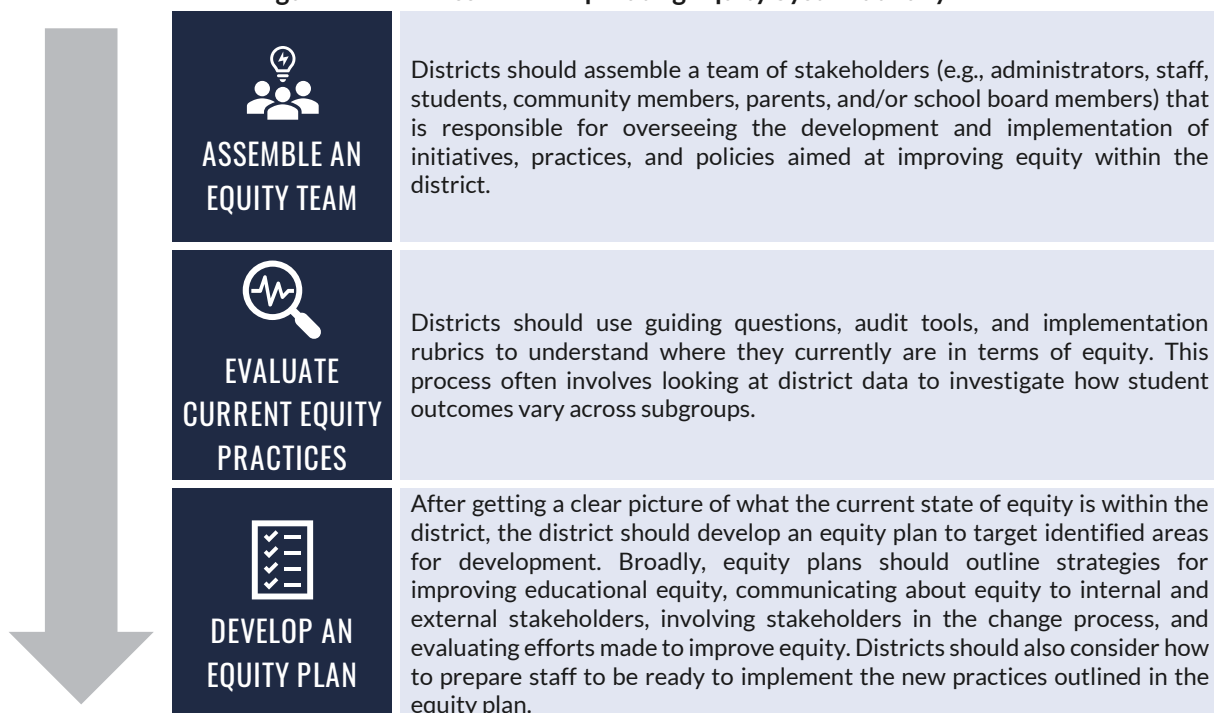 ASSEMBLE AN
EQUITY TEAM
Districts should assemble a team of stakeholders (e.g., administrators, staff,
students, community members, parents, and/or school board members) that
is responsible for overseeing the development and implementation of
initiatives, practices, and policies aimed at improving equity within the
district.
EVALUATE
CURRENT EQUITY
PRACTICES
Districts should use guiding questions, audit tools, and implementation
rubrics to understand where they currently are in terms of equity. This
process often involves looking at district data to investigate how student
outcomes vary across subgroups.
DEVELOP AN
EQUITY PLAN
After getting a clear picture of what the current state of equity is within the
district, the district should develop an equity plan to target identified areas
for development. Broadly, equity plans should outline strategies for
improving educational equity, communicating about equity to internal and
external stakeholders, involving stakeholders in the change process, and
evaluating efforts made to improve equity. Districts should also consider how
to prepare staff to be ready to implement the new practices outlined in the
equity plan.